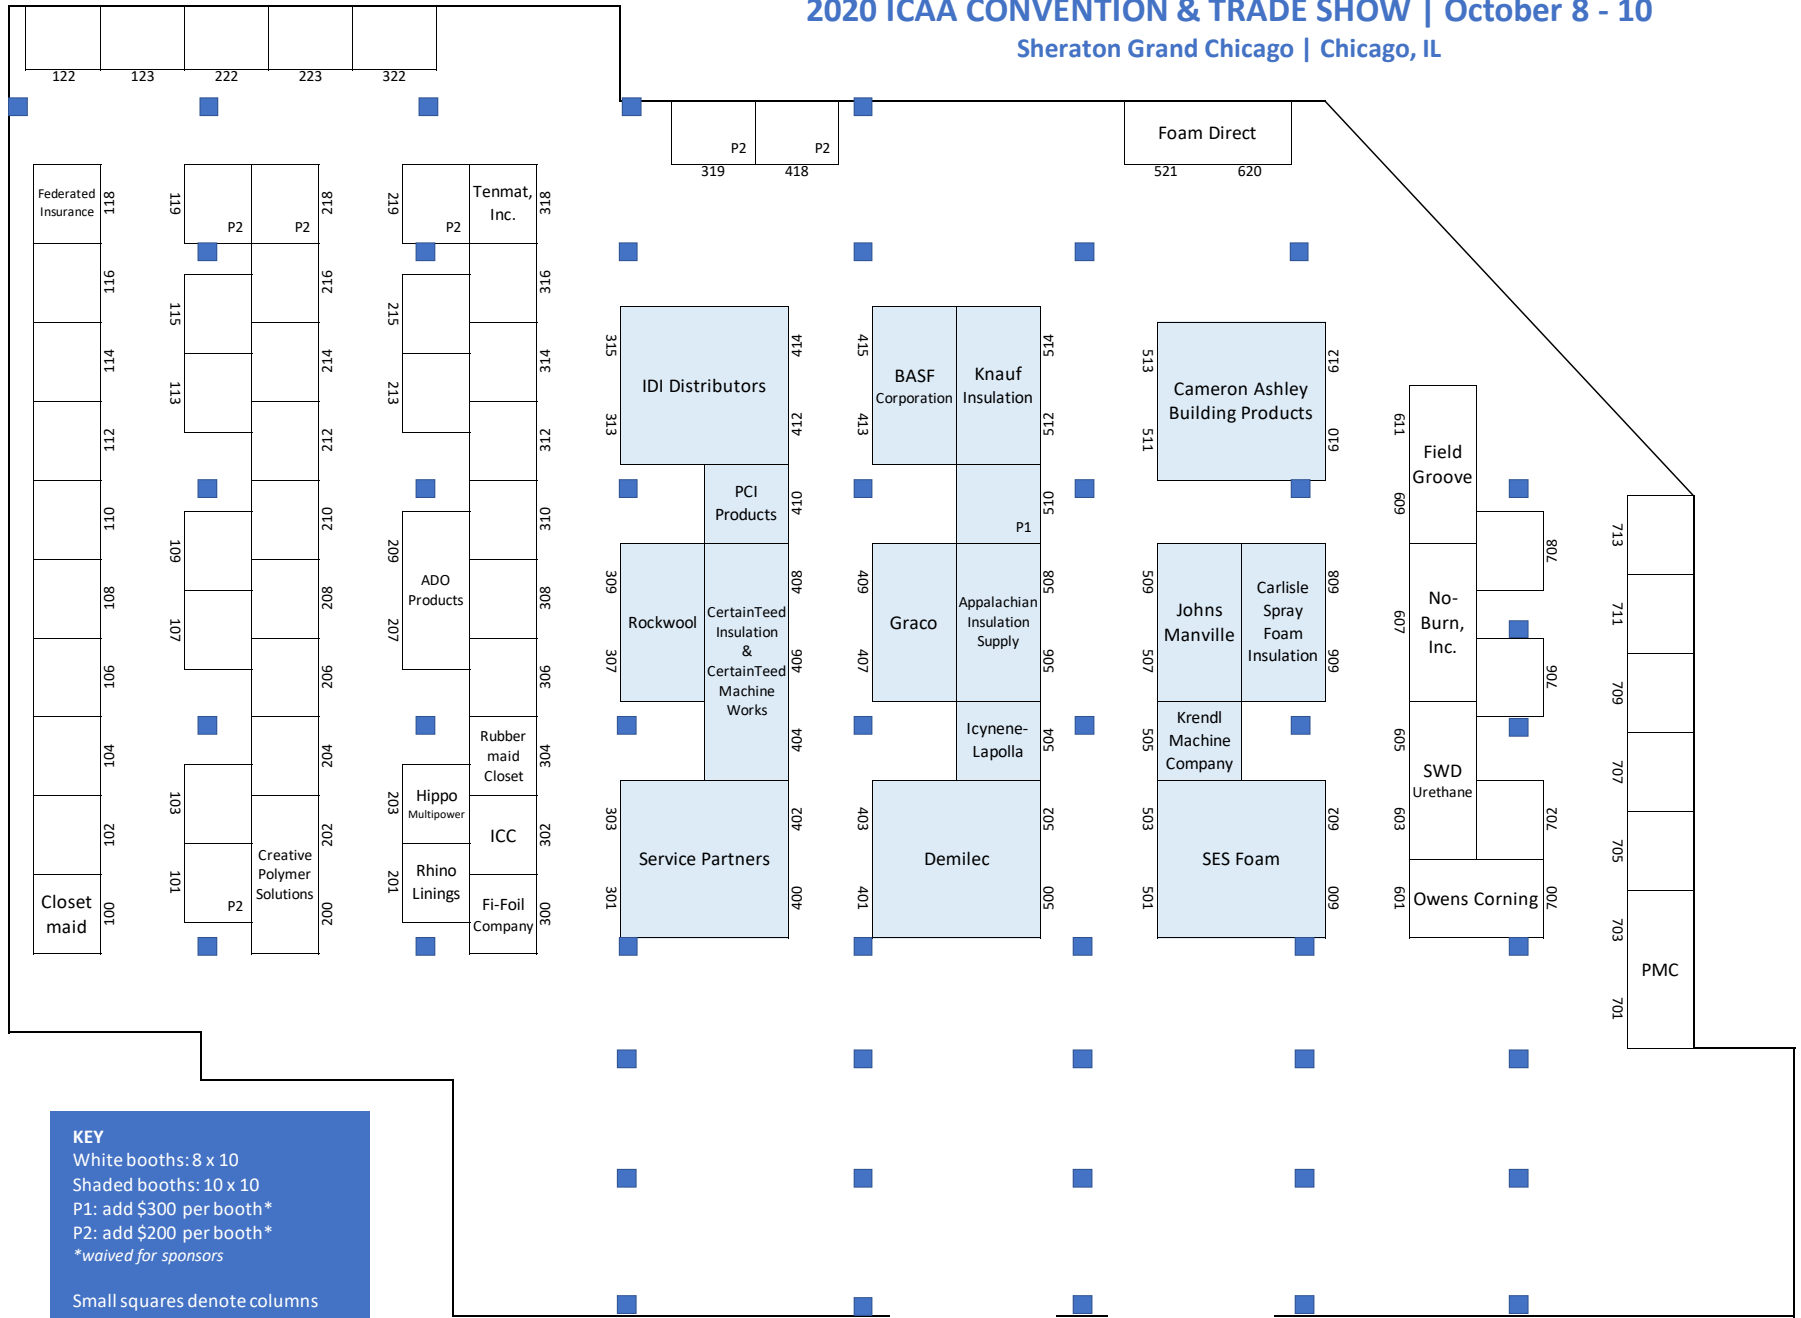 2020 ICAA CONVENTION & TRADE SHOW | October 8 - 10
Sheraton Grand Chicago | Chicago, IL
122
123
222
223
322
P2
319
P2
418
Foam Direct
521
620
Federated
Insurance
118
116
114
112
110
108
106
104
102
Closet
maid
100
119
P2
115
113
109
107
103
101
P2
P2
218
216
214
212
210
208
206
204
202
Creative
Polymer
Solutions
200
219
P2
215
213
209
ADO
Products
207
203
Hippo
Multipower
201
Rhino
Linings
Tenmat,
Inc.
318
316
314
312
310
308
306
Rubber
maid
Closet
304
ICC
302
Fi-Foil
Company
300
315
IDI Distributors
414
313
412
PCI
Products
410
309
Rockwool
307
CertainTeed
Insulation
&
CertainTeed
Machine
Works
408
406
404
303
Service Partners
402
301
400
415
BASF
Corporation
413
Knauf
Insulation
514
512
510
P1
409
Graco
407
Appalachian
Insulation
Supply
508
506
Icynene-
Lapolla
504
403
Demilec
502
401
500
513
Cameron Ashley
Building Products
612
511
610
509
Johns
Manville
507
Carlisle
Spray
Foam
Insulation
608
606
Krendl
Machine
Company
505
503
SES Foam
602
501
600
611
Field
Groove
609
No-
Burn,
Inc.
607
605
SWD
Urethane
603
708
706
702
Owens Corning
601
700
713
711
709
707
705
703
PMC
701
KEY
White booths: 8 x 10
Shaded booths: 10 x 10
P1: add $300 per booth*
P2: add $200 per booth*
*waived for sponsors
Small squares denote columns